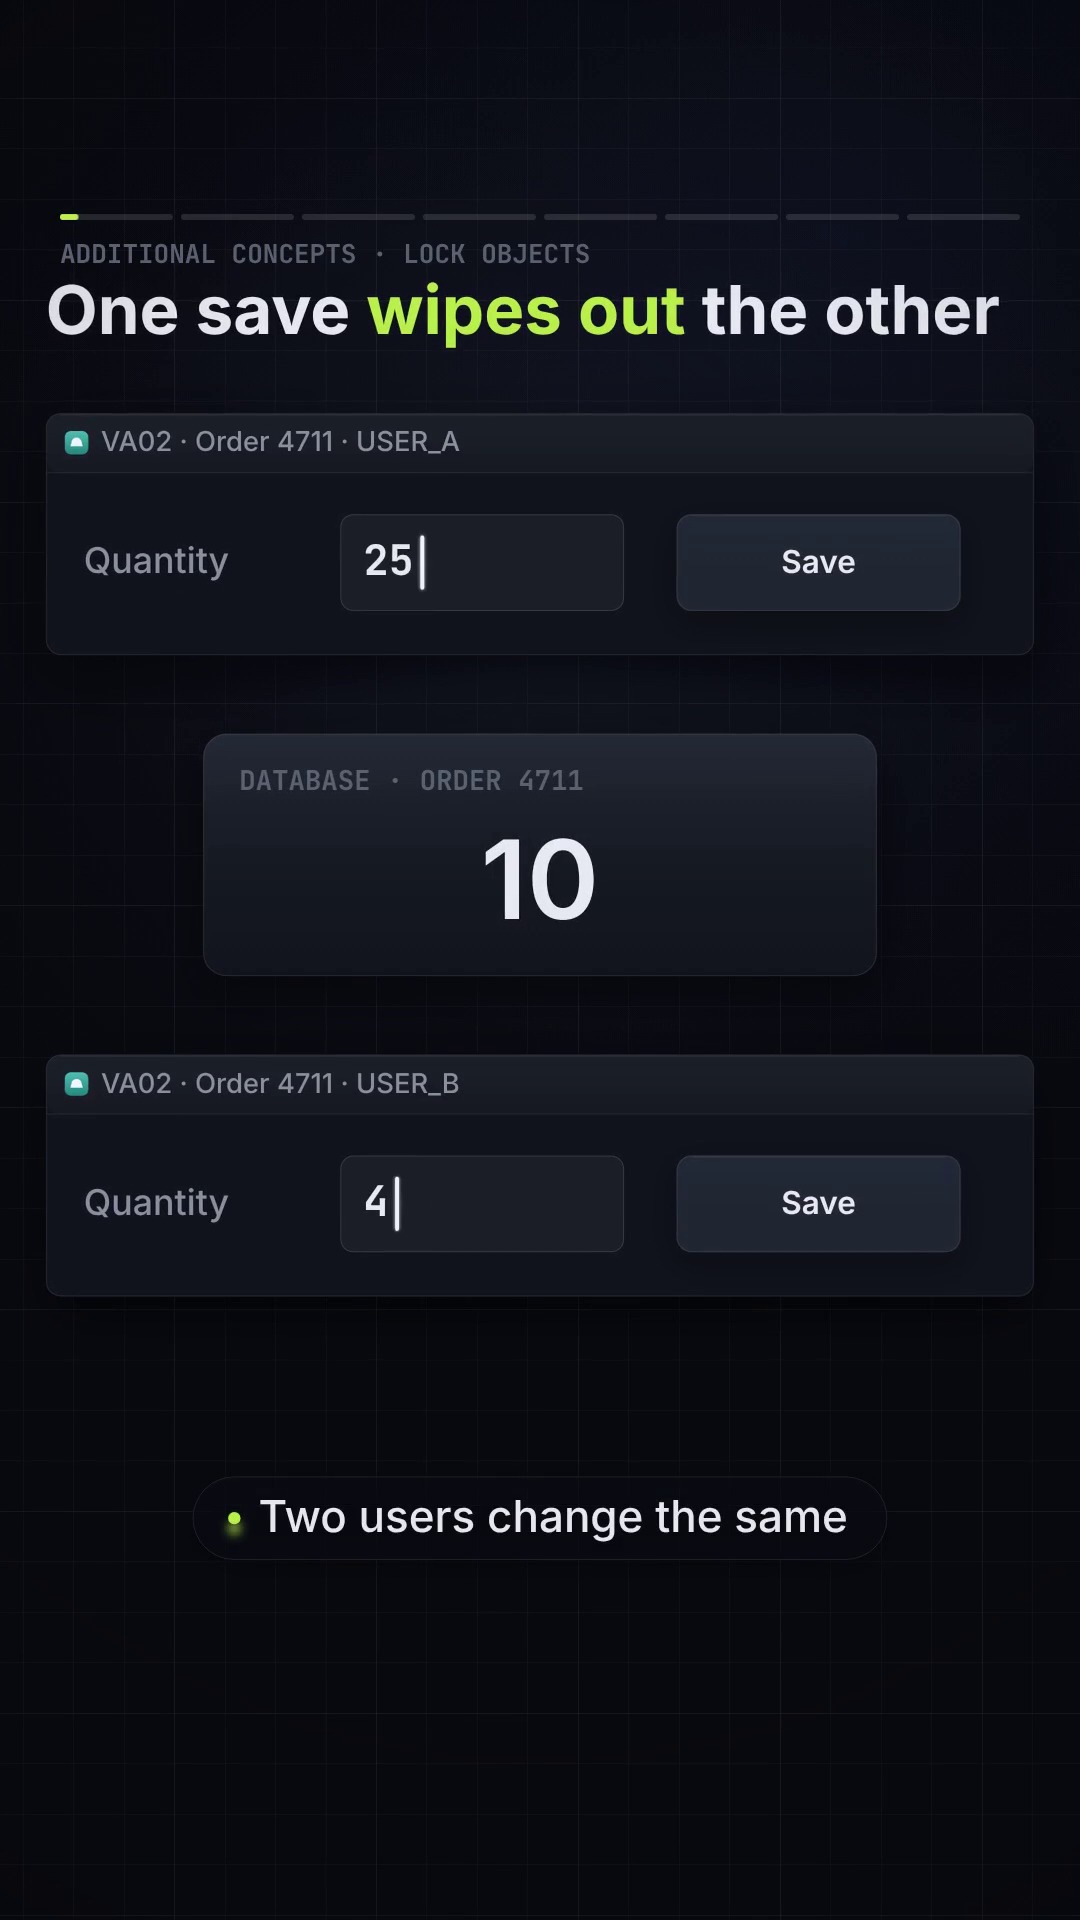 ADDITIONAL CONCEPTS · LOCK OBJECTS
One save wipes out the other
VA02 · Order 4711 · USER_A
Quantity
25
Save
DATABASE · ORDER 4711
10
VA02 · Order 4711 · USER_B
Quantity
4
Save
Two users change the same